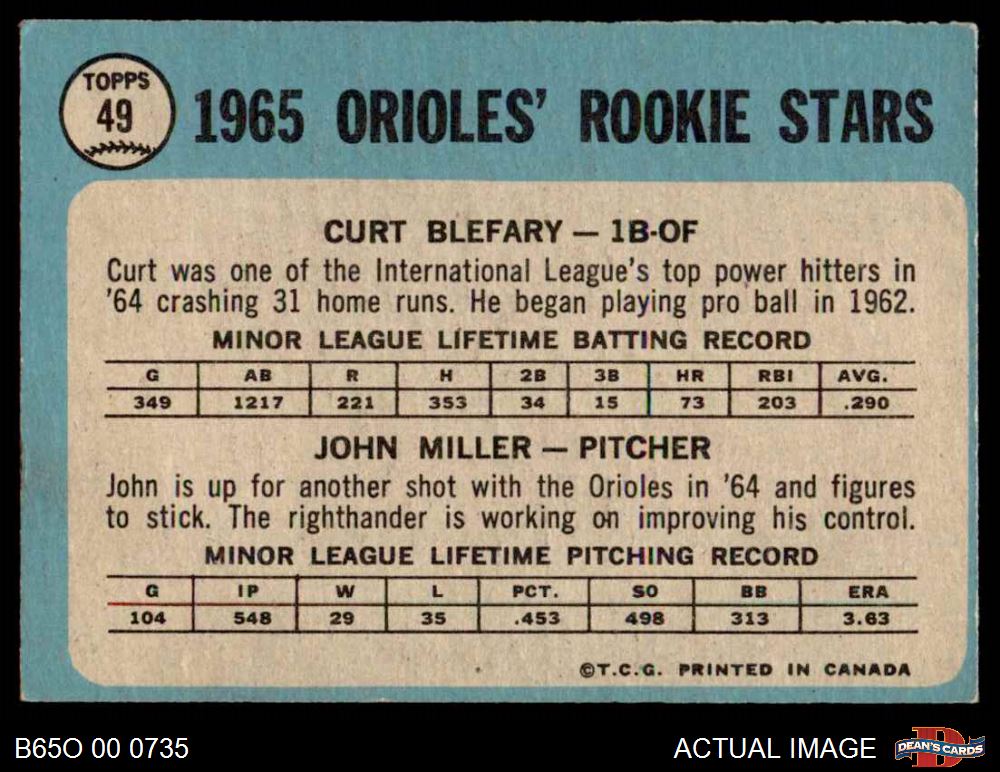 TOPPS
49
1965 ORIOLES' ROOKIE STARS
CURT BLEFARY — 1B-OF
Curt was one of the International League's top power hitters in
'64 crashing 31 home runs. He began playing pro ball in 1962.
MINOR LEAGUE LIFETIME BATTING RECORD
G AB R H 2B 3B HR RBI AVG.
349 1217 221 353 34 15 73 203 .290
JOHN MILLER — PITCHER
John is up for another shot with the Orioles in '64 and figures
to stick. The righthander is working on improving his control.
MINOR LEAGUE LIFETIME PITCHING RECORD
G IP W L PCT. SO BB ERA
104 548 29 35 .453 498 313 3.63
©T.C.G. PRINTED IN CANADA
B65O 00 0735
ACTUAL IMAGE
D
DEAN'S CARDS